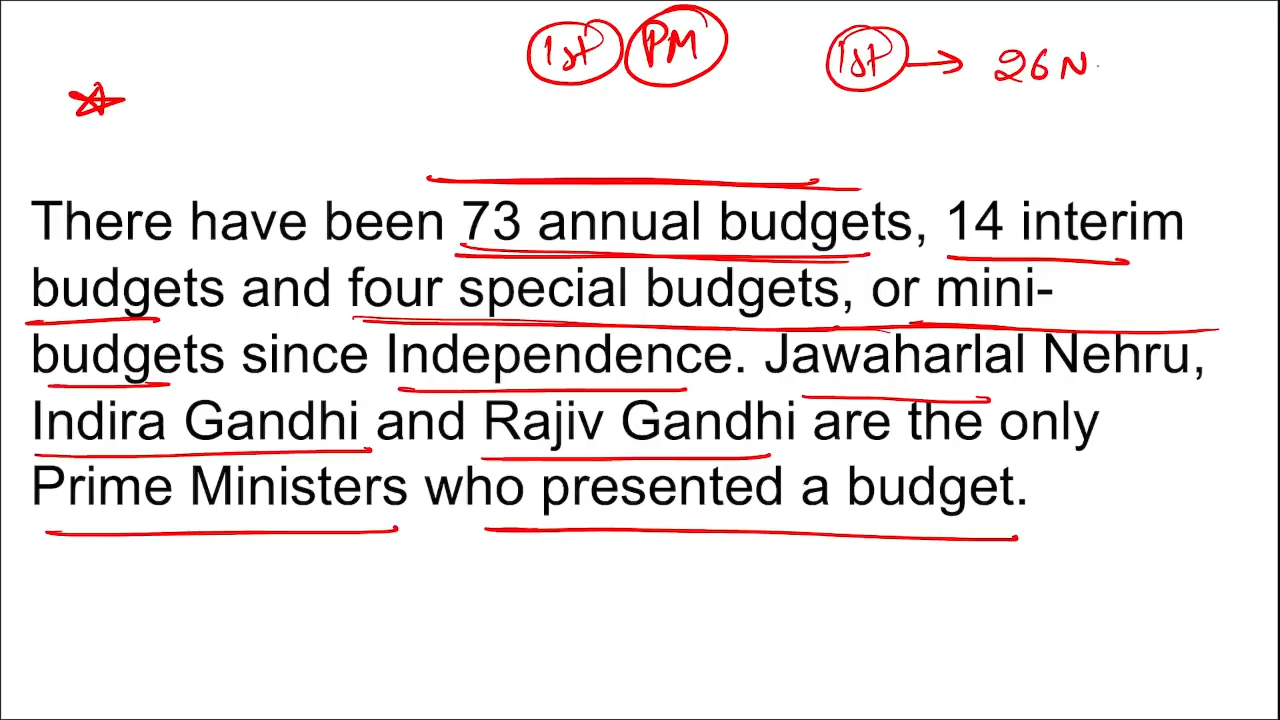 1st PM 1st → 26 N
There have been 73 annual budgets, 14 interim
budgets and four special budgets, or mini-
budgets since Independence. Jawaharlal Nehru,
Indira Gandhi and Rajiv Gandhi are the only
Prime Ministers who presented a budget.